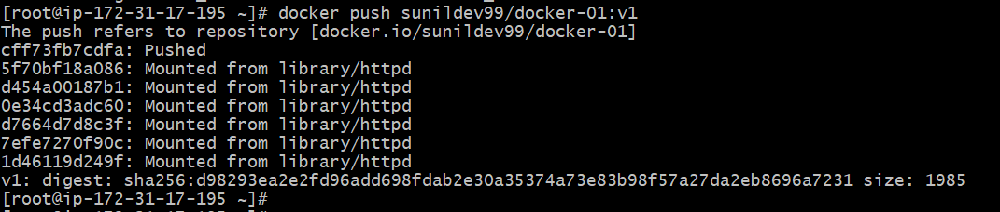 [root@ip-172-31-17-195 ~]# docker push sunildev99/docker-01:v1
The push refers to repository [docker.io/sunildev99/docker-01]
cff73fb7cdfa: Pushed
5f70bf18a086: Mounted from library/httpd
d454a00187b1: Mounted from library/httpd
0e34cd3adc60: Mounted from library/httpd
d7664d7d8c3f: Mounted from library/httpd
7efe7270f90c: Mounted from library/httpd
1d46119d249f: Mounted from library/httpd
v1: digest: sha256:d98293ea2e2fd96add698fdab2e30a35374a73e83b98f57a27da2eb8696a7231 size: 1985
[root@ip-172-31-17-195 ~]#